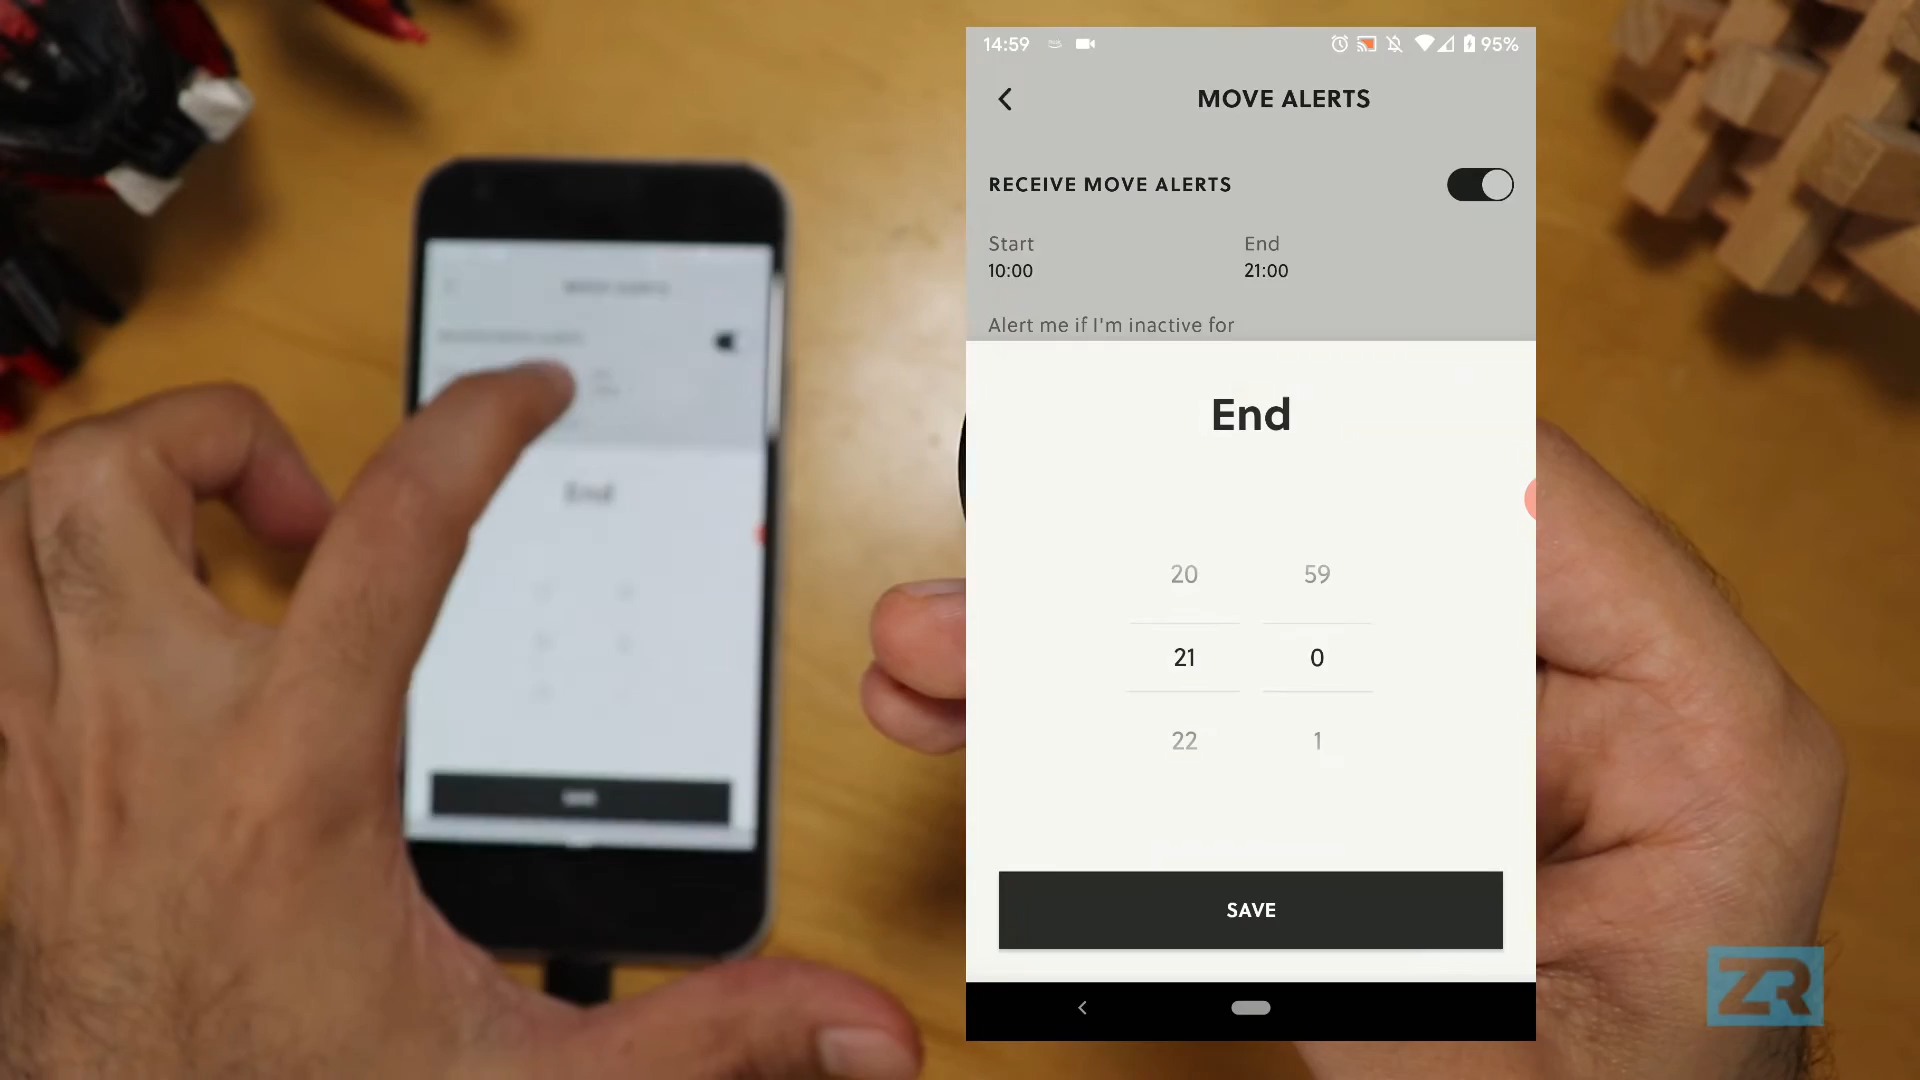 14:59 95%
MOVE ALERTS
RECEIVE MOVE ALERTS
Start End
10:00 21:00
Alert me if I'm inactive for
End
20 59
21 0
22 1
SAVE
End
ZR